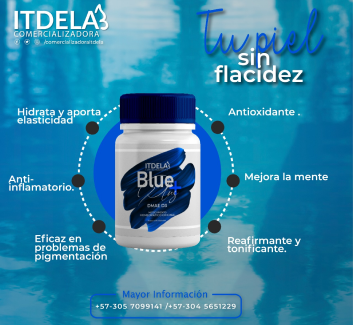 ITDELAB
COMERCIALIZADORA
/comercializadoraitdela
Tu piel
sin
flacidez
Hidrata y aporta
elasticidad
Antioxidante .
Anti-
inflamatorio.
Mejora la mente
Eficaz en
problemas de
pigmentación
Reafirmante y
tonificante.
ITDELAB
Blue
DMAE
Mayor Información
+57-305 7099141 /+57-304 5651229